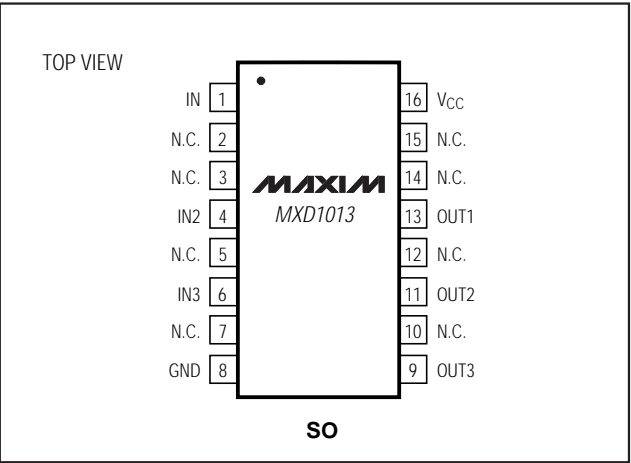 TOP VIEW
IN 1
N.C. 2
N.C. 3
IN2 4
N.C. 5
IN3 6
N.C. 7
GND 8
MAXIM
MXD1013
16 VCC
15 N.C.
14 N.C.
13 OUT1
12 N.C.
11 OUT2
10 N.C.
9 OUT3
SO